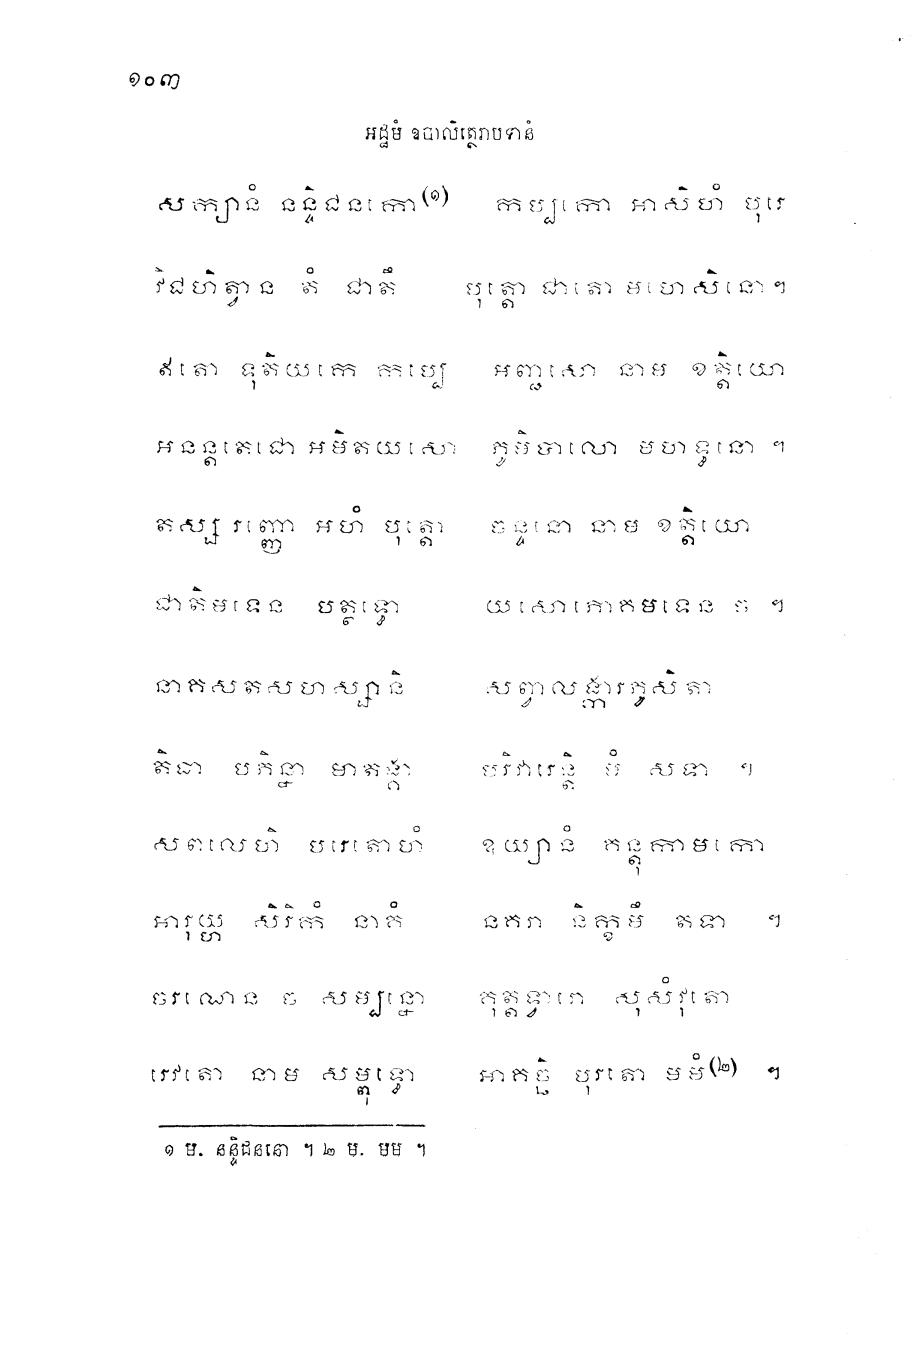 ១០៣
អដ្ឋមំ ឧបាលិត្ថេរាបទានំ
សក្យានំ នន្ទិជនកោ(១) កប្បកោ អាសិហំ បុរេ
វិជហិត្វាន តំ ជាតឹ បុត្តោ ជាតោ មហេសិនោ។
ឥតោ ទុតិយកេ កប្បេ អញ្ជសោ នាម ខត្តិយោ
អនន្តតេជោ អមិតយសោ ភូមិបាលោ មហាទ្ធនោ ។
តស្ស រញ្ញោ អហំ បុត្តោ ចន្ទនោ នាម ខត្តិយោ
ជាតិមទេន បត្ថទ្ធោ យសោភោគមទេន ច ។
នាគសតសហស្សានិ សព្វាលង្ការភូសិតា
តិធា បភិន្នា មាតង្គា បរិវារេន្តិ មំ សទា ។
សពលេហិ បរេតោហំ ឧយ្យានំ គន្តុកាមកោ
អារុយ្ហ សិរិកំ នាគំ នគរា និក្ខមឹ តទា ។
ចរណេន ច សម្បន្នោ គុត្តទ្វារោ សុសំវុតោ
រេវតោ នាម សម្ពុទ្ធោ អាគច្ឆិ បុរតោ មមំ(២) ។
១ ម. នន្ទិជននោ ។ ២ ម. មម ។